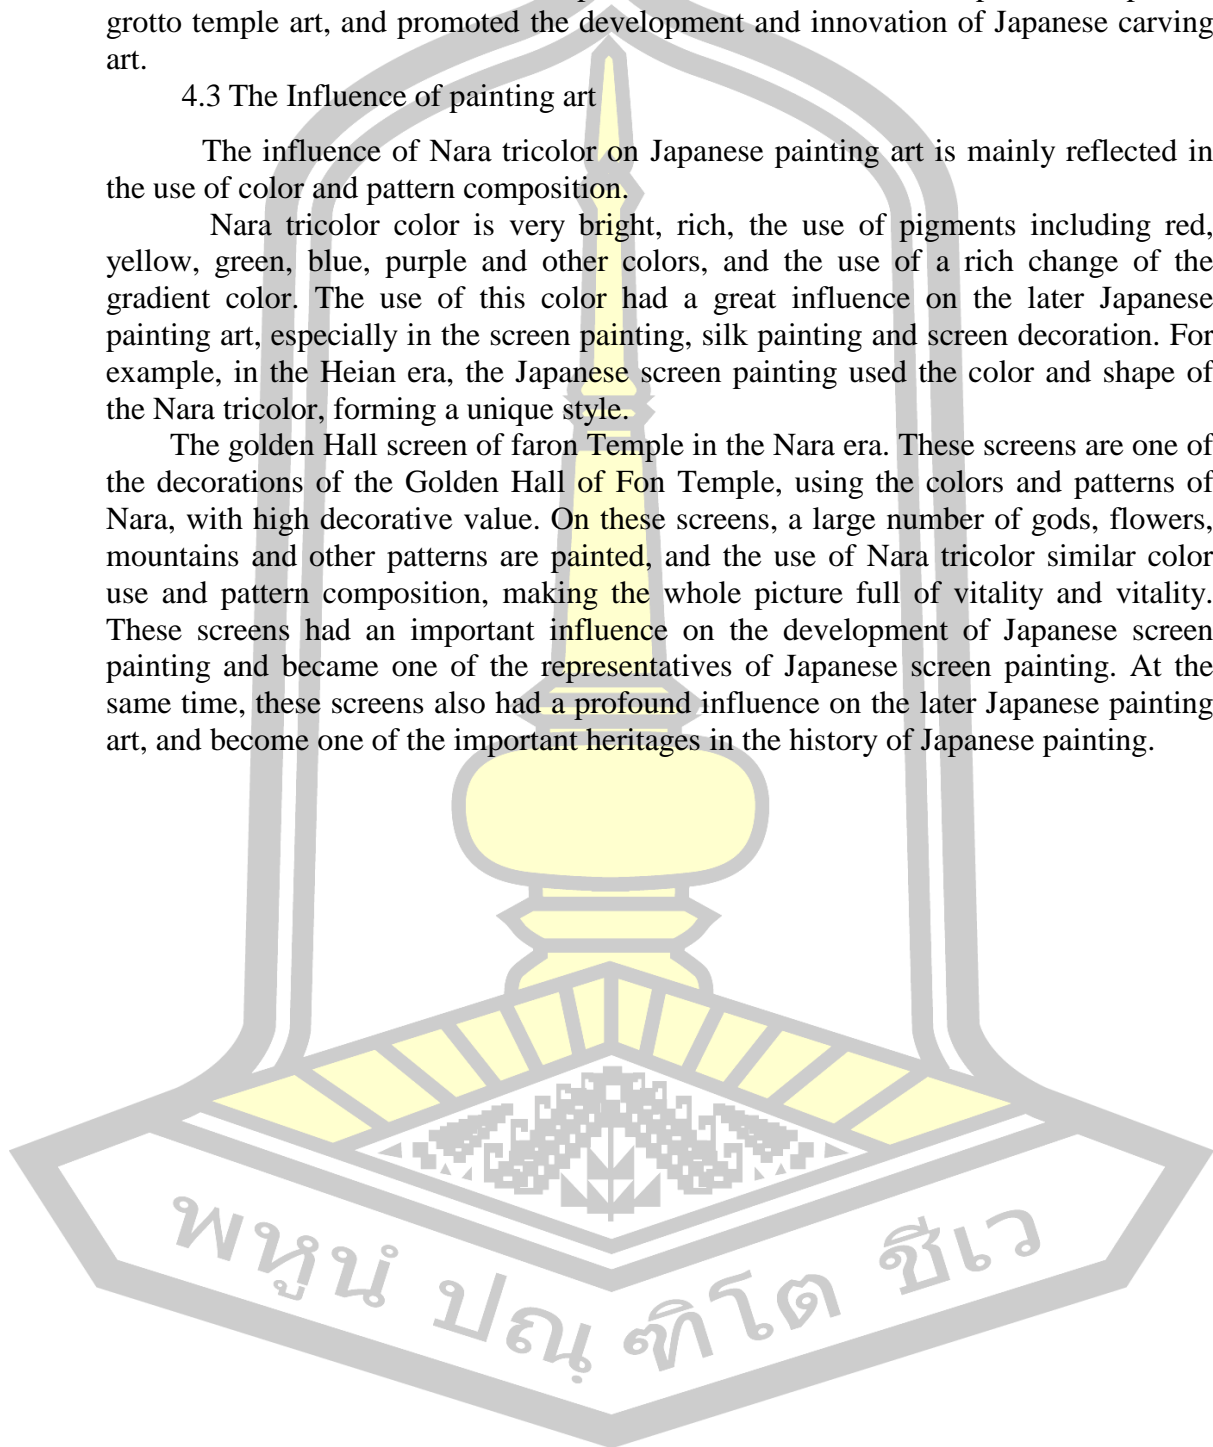 grotto temple art, and promoted the development and innovation of Japanese carving
art.
4.3 The Influence of painting art
The influence of Nara tricolor on Japanese painting art is mainly reflected in
the use of color and pattern composition.
Nara tricolor color is very bright, rich, the use of pigments including red,
yellow, green, blue, purple and other colors, and the use of a rich change of the
gradient color. The use of this color had a great influence on the later Japanese
painting art, especially in the screen painting, silk painting and screen decoration. For
example, in the Heian era, the Japanese screen painting used the color and shape of
the Nara tricolor, forming a unique style.
The golden Hall screen of faron Temple in the Nara era. These screens are one of
the decorations of the Golden Hall of Fon Temple, using the colors and patterns of
Nara, with high decorative value. On these screens, a large number of gods, flowers,
mountains and other patterns are painted, and the use of Nara tricolor similar color
use and pattern composition, making the whole picture full of vitality and vitality.
These screens had an important influence on the development of Japanese screen
painting and became one of the representatives of Japanese screen painting. At the
same time, these screens also had a profound influence on the later Japanese painting
art, and become one of the important heritages in the history of Japanese painting.
พหูนํ ปณฺฑิโต ชีเว